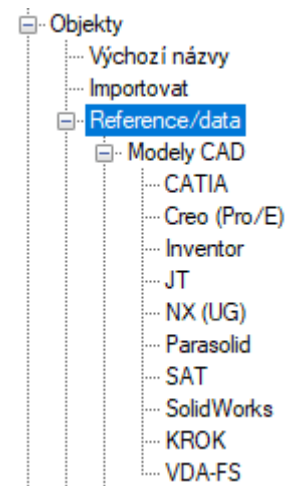 Objekty
Výchozí názvy
Importovat
Reference/data
Modely CAD
CATIA
Creo (Pro/E)
Inventor
JT
NX (UG)
Parasolid
SAT
SolidWorks
KROK
VDA-FS